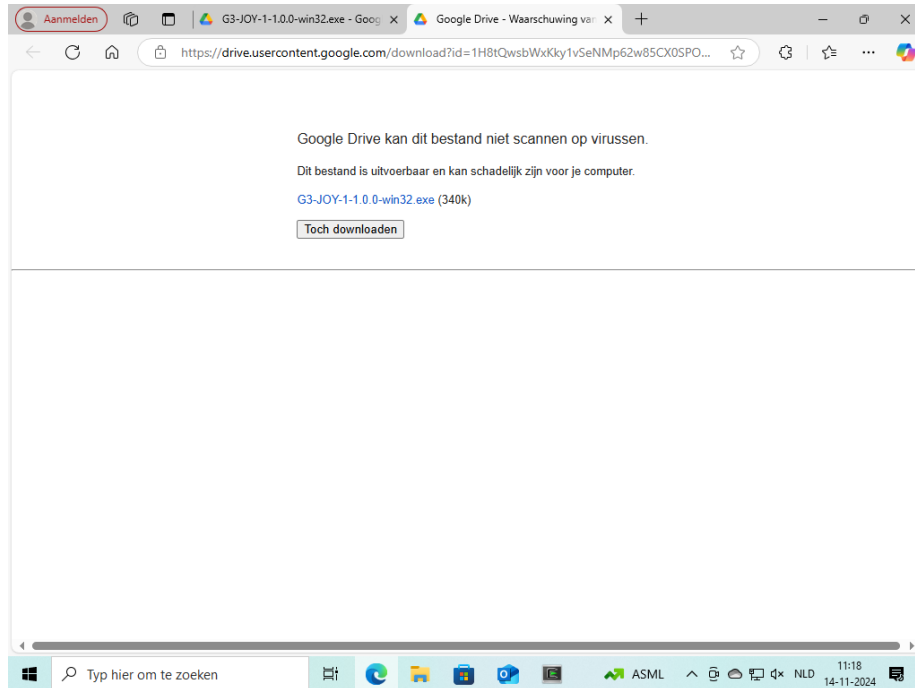 Aanmelden
G3-JOY-1-1.0.0-win32.exe - Goog
Google Drive - Waarschuwing van
https://drive.usercontent.google.com/download?id=1H8tQwsbWxKky1vSeNMp62w85CX0SPO...
Google Drive kan dit bestand niet scannen op virussen.
Dit bestand is uitvoerbaar en kan schadelijk zijn voor je computer.
G3-JOY-1-1.0.0-win32.exe (340k)
Toch downloaden
Typ hier om te zoeken
ASML
NLD
11:18
14-11-2024